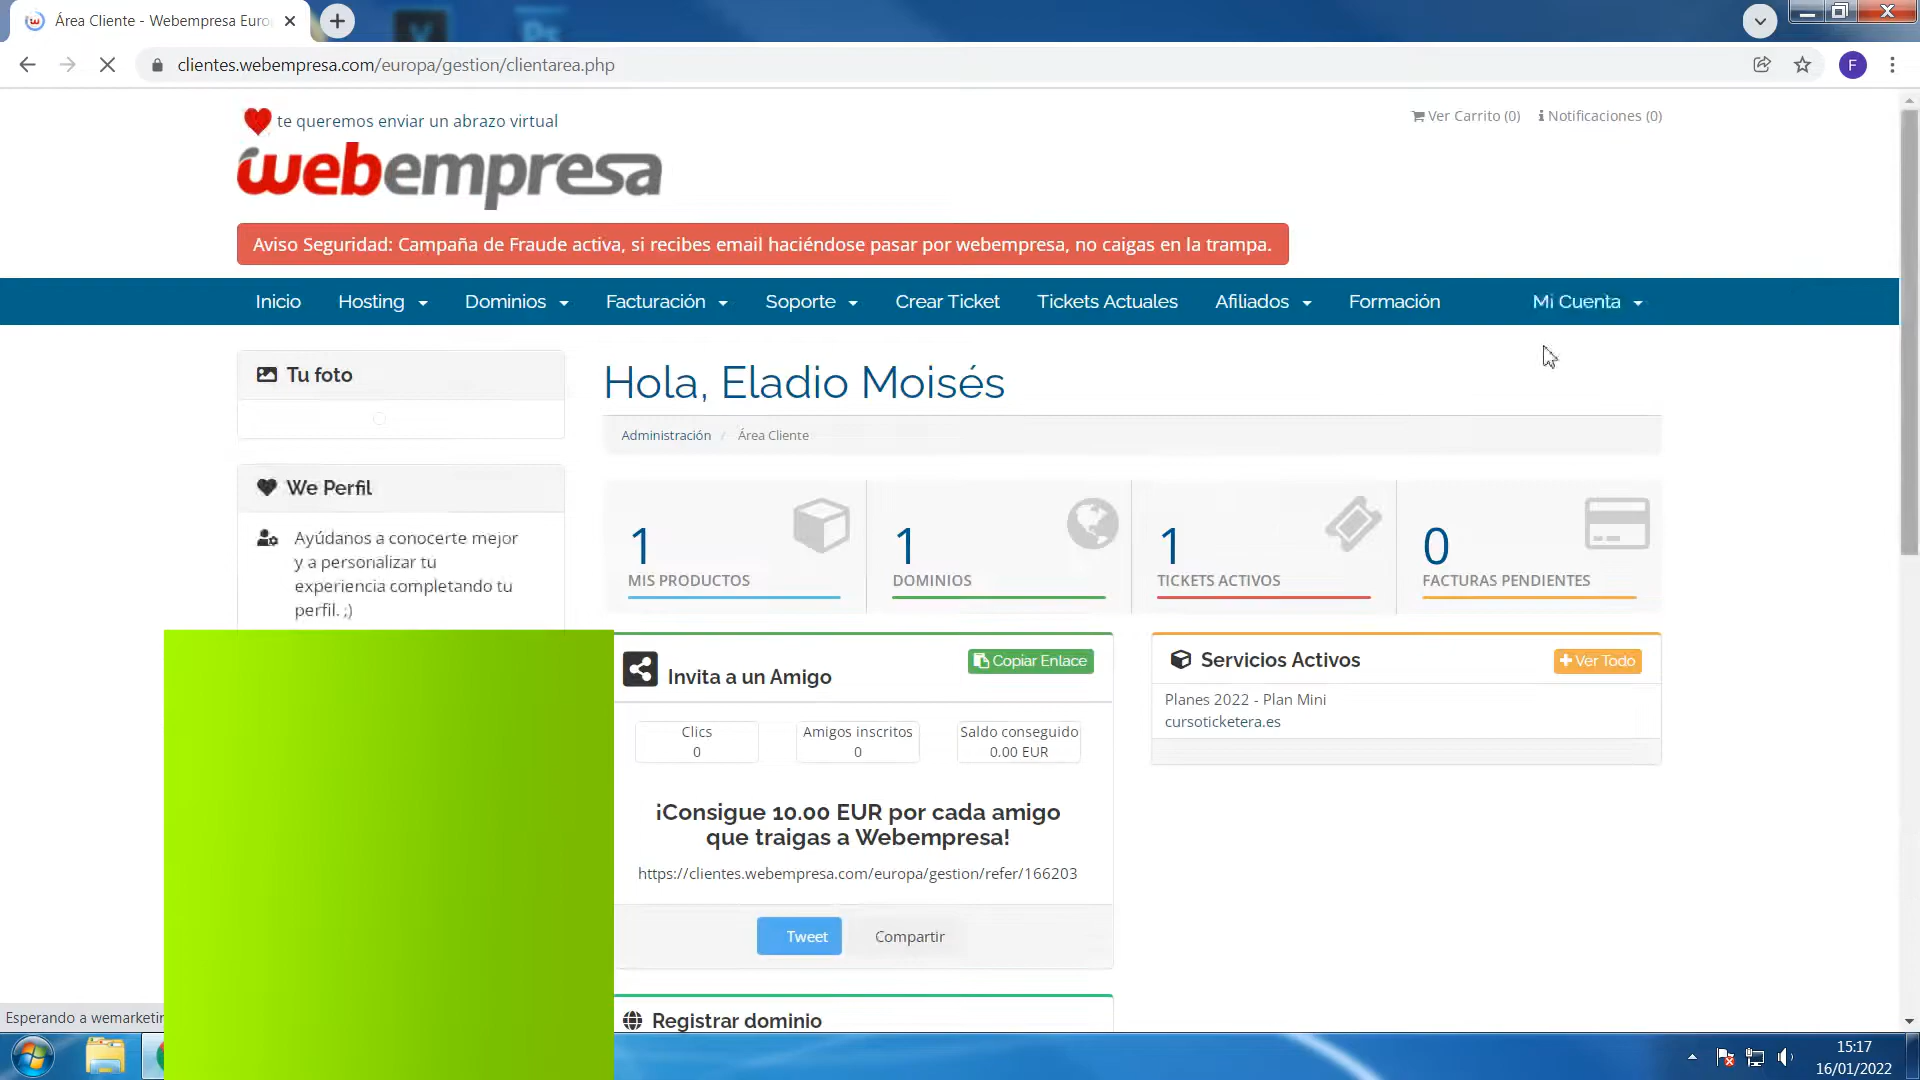 Área Cliente - Webempresa Euro
clientes.webempresa.com/europa/gestion/clientarea.php
F
te queremos enviar un abrazo virtual
Ver Carrito (0)
Notificaciones (0)
webempresa
Aviso Seguridad: Campaña de Fraude activa, si recibes email haciéndose pasar por webempresa, no caigas en la trampa.
Inicio
Hosting
Dominios
Facturación
Soporte
Crear Ticket
Tickets Actuales
Afiliados
Formación
Mi Cuenta
Tu foto
Hola, Eladio Moisés
Administración / Área Cliente
We Perfil
Ayúdanos a conocerte mejor
y a personalizar tu
experiencia completando tu
perfil. ;)
1
MIS PRODUCTOS
1
DOMINIOS
1
TICKETS ACTIVOS
0
FACTURAS PENDIENTES
Invita a un Amigo
Copiar Enlace
Clics
0
Amigos inscritos
0
Saldo conseguido
0.00 EUR
¡Consigue 10.00 EUR por cada amigo
que traigas a Webempresa!
https://clientes.webempresa.com/europa/gestion/refer/166203
Tweet
Compartir
Registrar dominio
Servicios Activos
Ver Todo
Planes 2022 - Plan Mini
cursoticketera.es
Esperando a wemarketin
15:17
16/01/2022